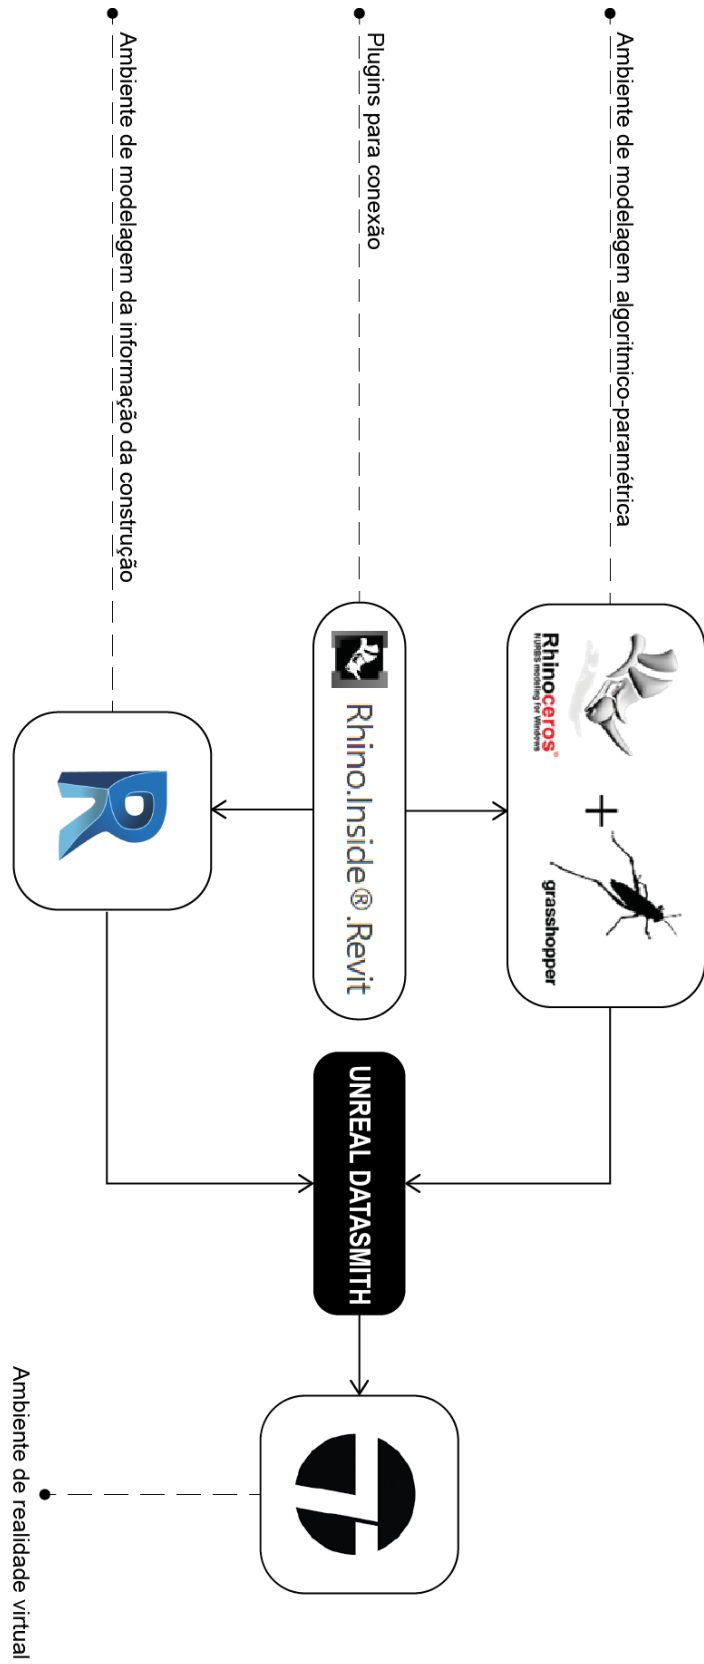 Ambiente de modelagem algoritmico-paramétrica
Rhinoceros®
NURBS modeling for Windows
+
grasshopper
Plugins para conexão
Rhino.Inside®.Revit
UNREAL DATASMITH
Ambiente de modelagem da informação da construção
R
Ambiente de realidade virtual